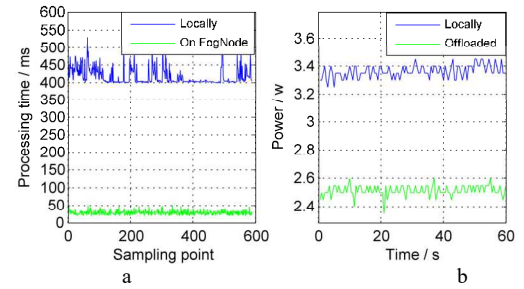 600
550
500
450
400
350
300
250
200
150
100
50
0
Processing time / ms
Locally
On FogNode
0 200 400 600
Sampling point
a
3.6
3.4
3.2
3
2.8
2.6
2.4
Power / w
Locally
Offloaded
0 20 40 60
Time / s
b